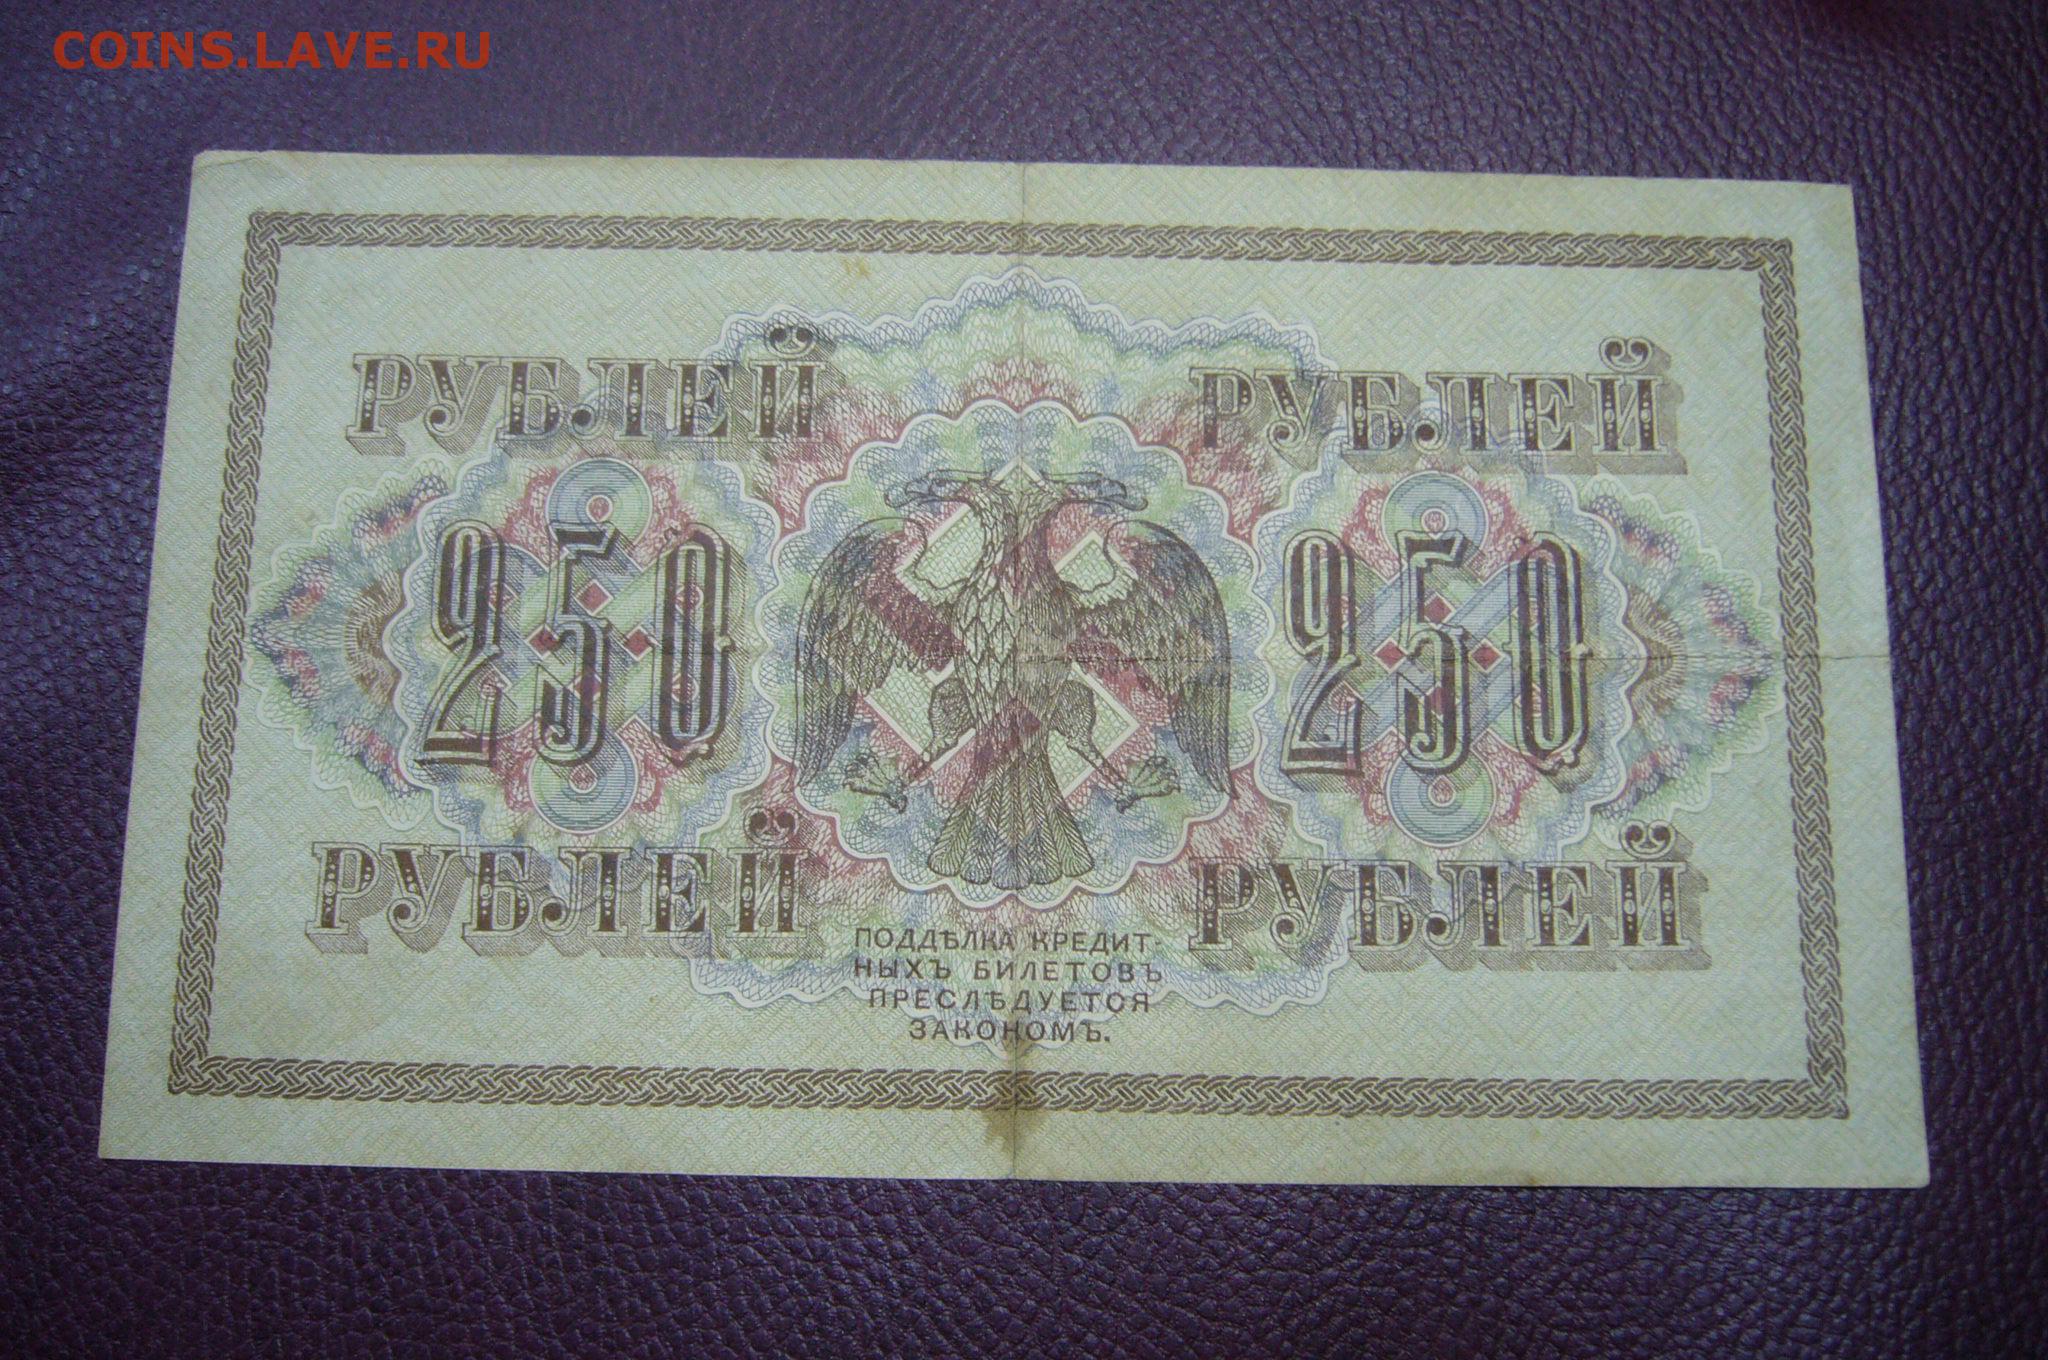 COINS.LAVE.RU
РУБЛЕЙ РУБЛЕЙ
250 250
РУБЛЕЙ РУБЛЕЙ
ПОДДѢЛКА КРЕДИТ-
НЫХЪ БИЛЕТОВЪ
ПРЕСЛѢДУЕТСЯ
ЗАКОНОМЪ.